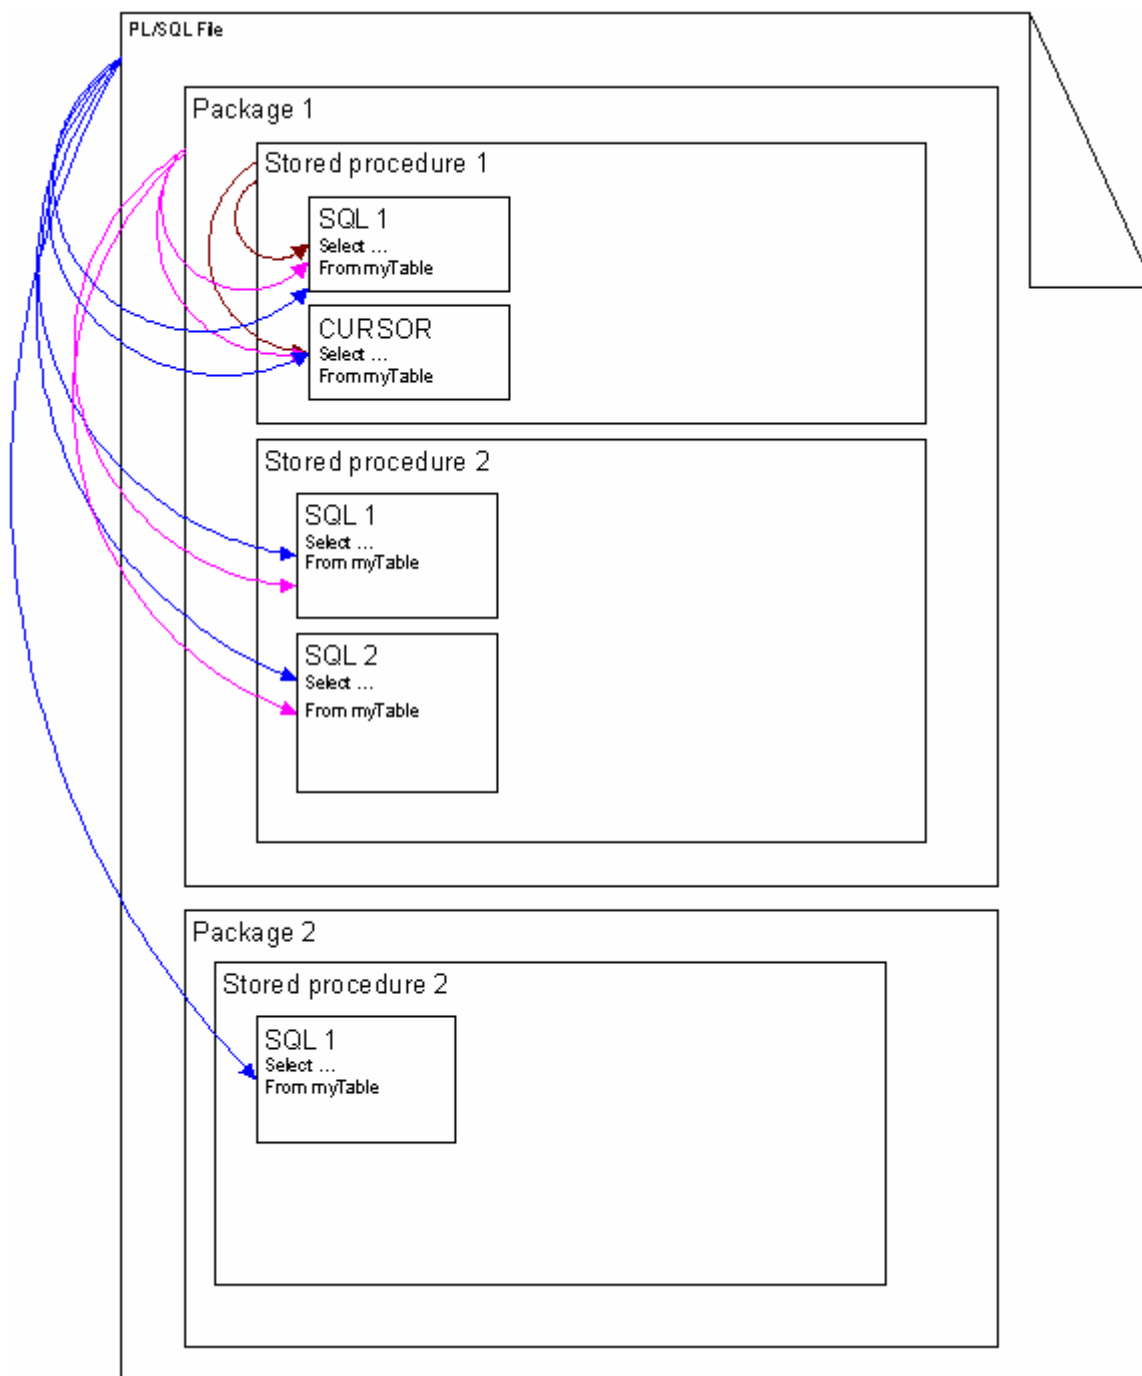 PL/SQL File
Package 1
Stored procedure 1
SQL 1
Select ...
From myTable
CURSOR
Select ...
From myTable
Stored procedure 2
SQL 1
Select ...
From myTable
SQL 2
Select ...
From myTable
Package 2
Stored procedure 2
SQL 1
Select ...
From myTable